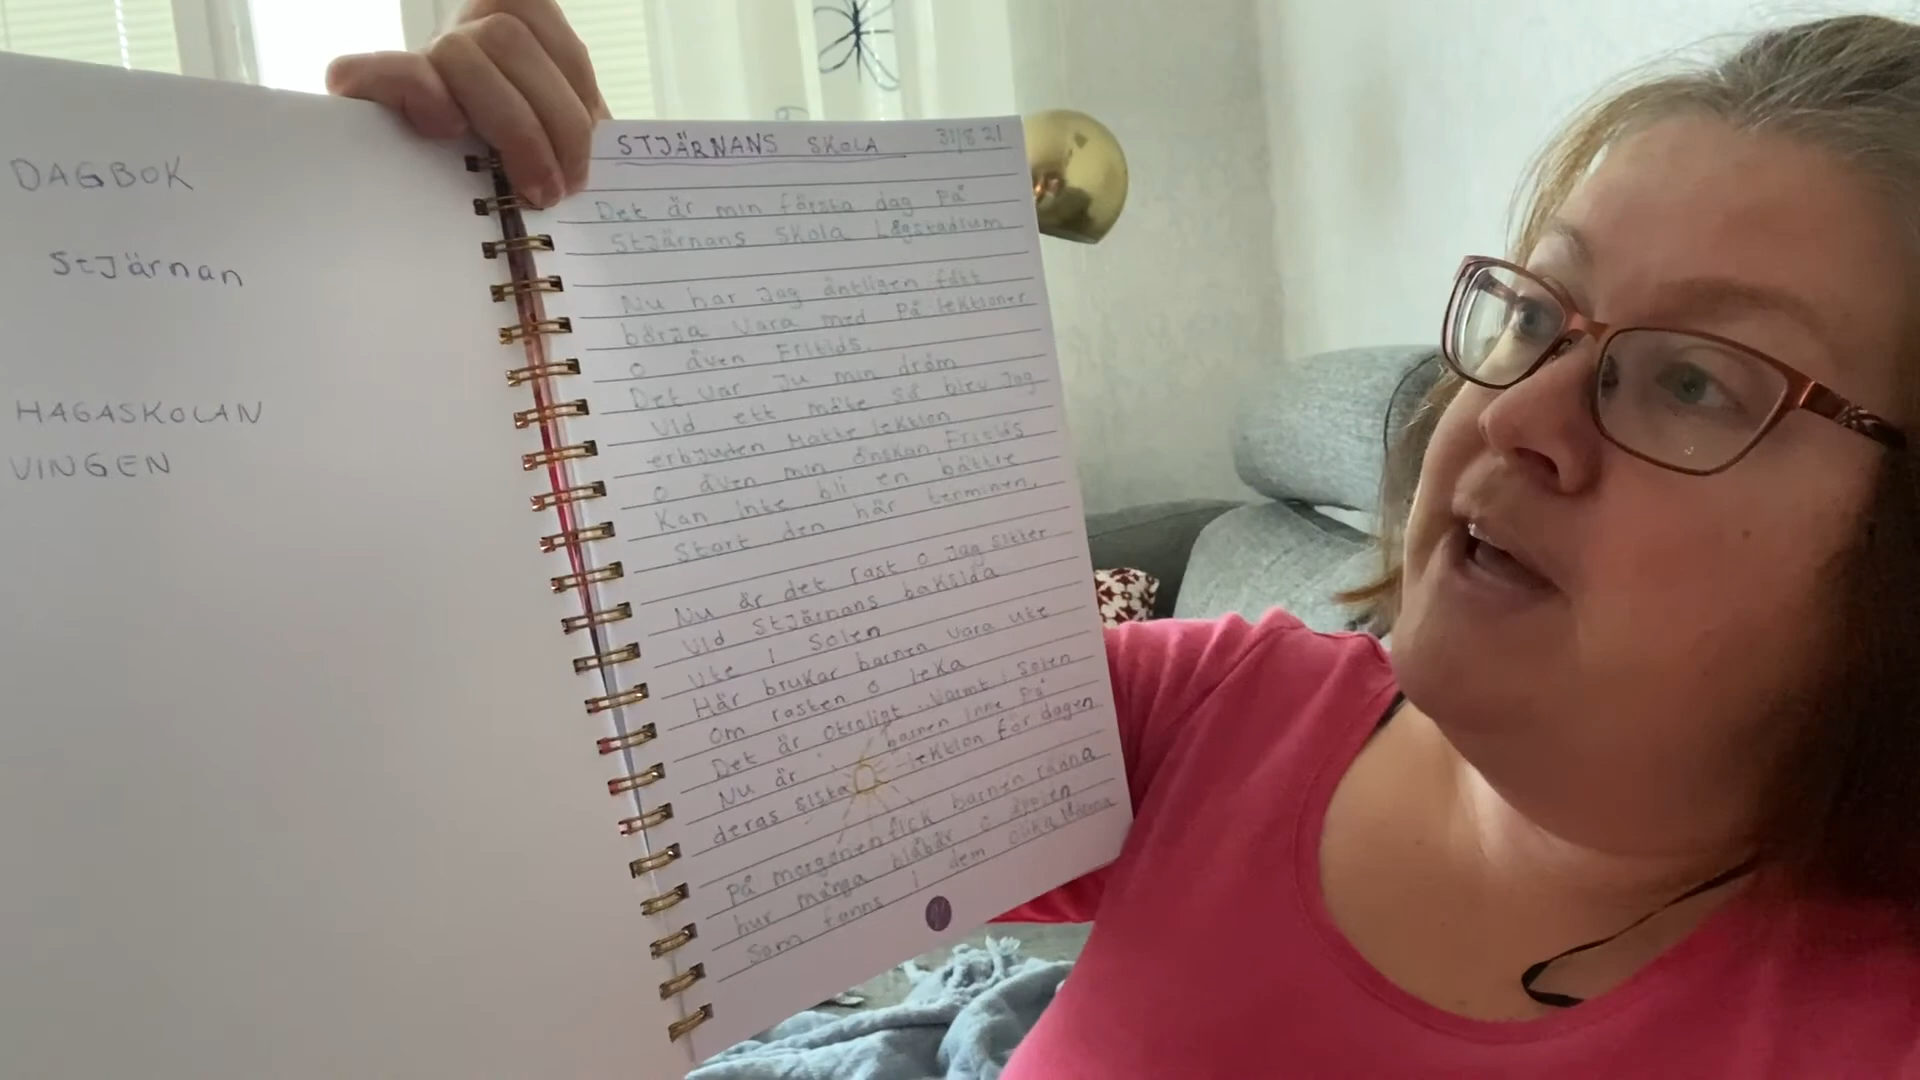 DAGBOK
Stjärnan
HAGASKOLAN
VINGEN
STJÄRNANS SKOLA 31/8 21
Det är min första dag på
Stjärnans skola Lågstadium
Nu har jag äntligen fått
börja vara med på lektioner
o även Fritids.
Det var ju min dröm
Vid ett möte så blev jag
erbjuden Matte lektion
o även min önskan Fritids
Kan inte bli en bättre
start den här terminen.
Nu är det rast o jag sitter
vid Stjärnans baksida
ute i solen
Här brukar barnen vara ute
om rasten o leka
Det är otroligt varmt i solen
Nu är barnen inne på
deras sista lektion för dagen
På morgonen fick barnen räkna
hur många blåbär o
som fanns i dem olika